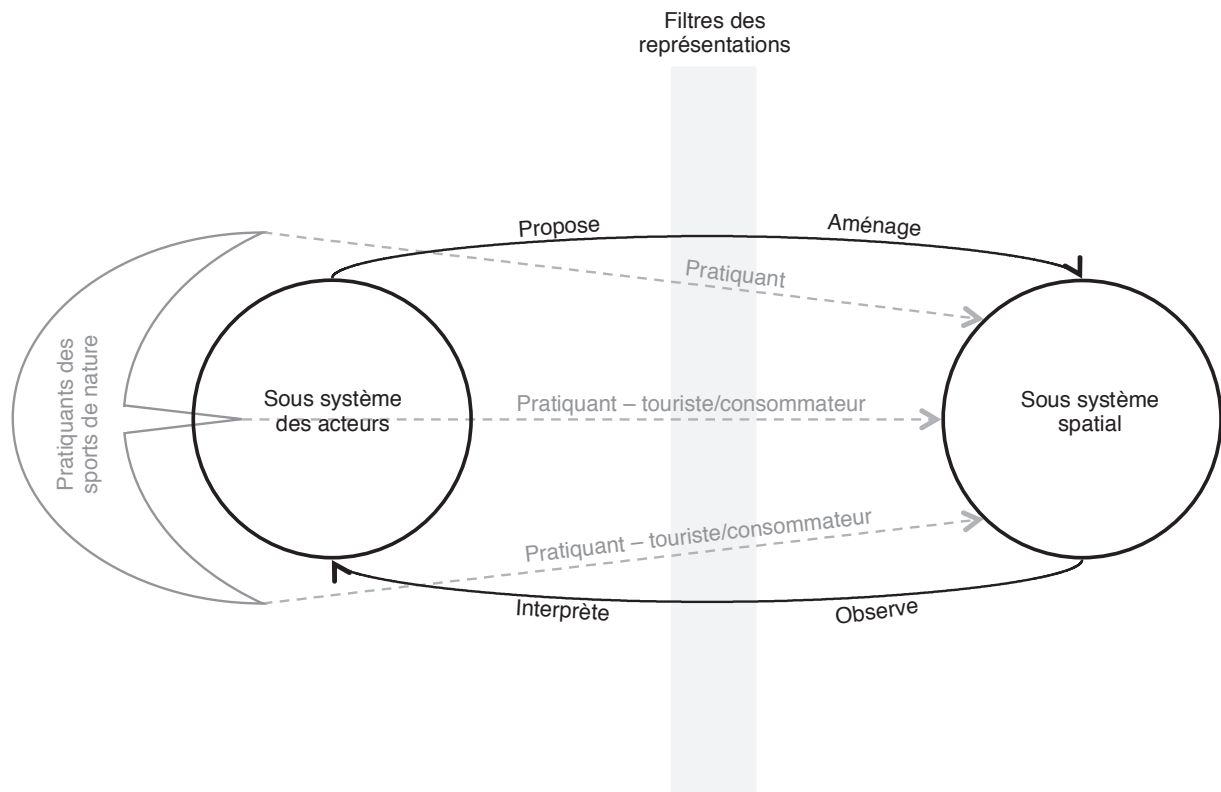 Filtres des
représentations
Propose
Aménage
Pratiquant
Pratiquants des
sports de nature
Sous système
des acteurs
Pratiquant – touriste/consommateur
Sous système
spatial
Pratiquant – touriste/consommateur
Interprète
Observe